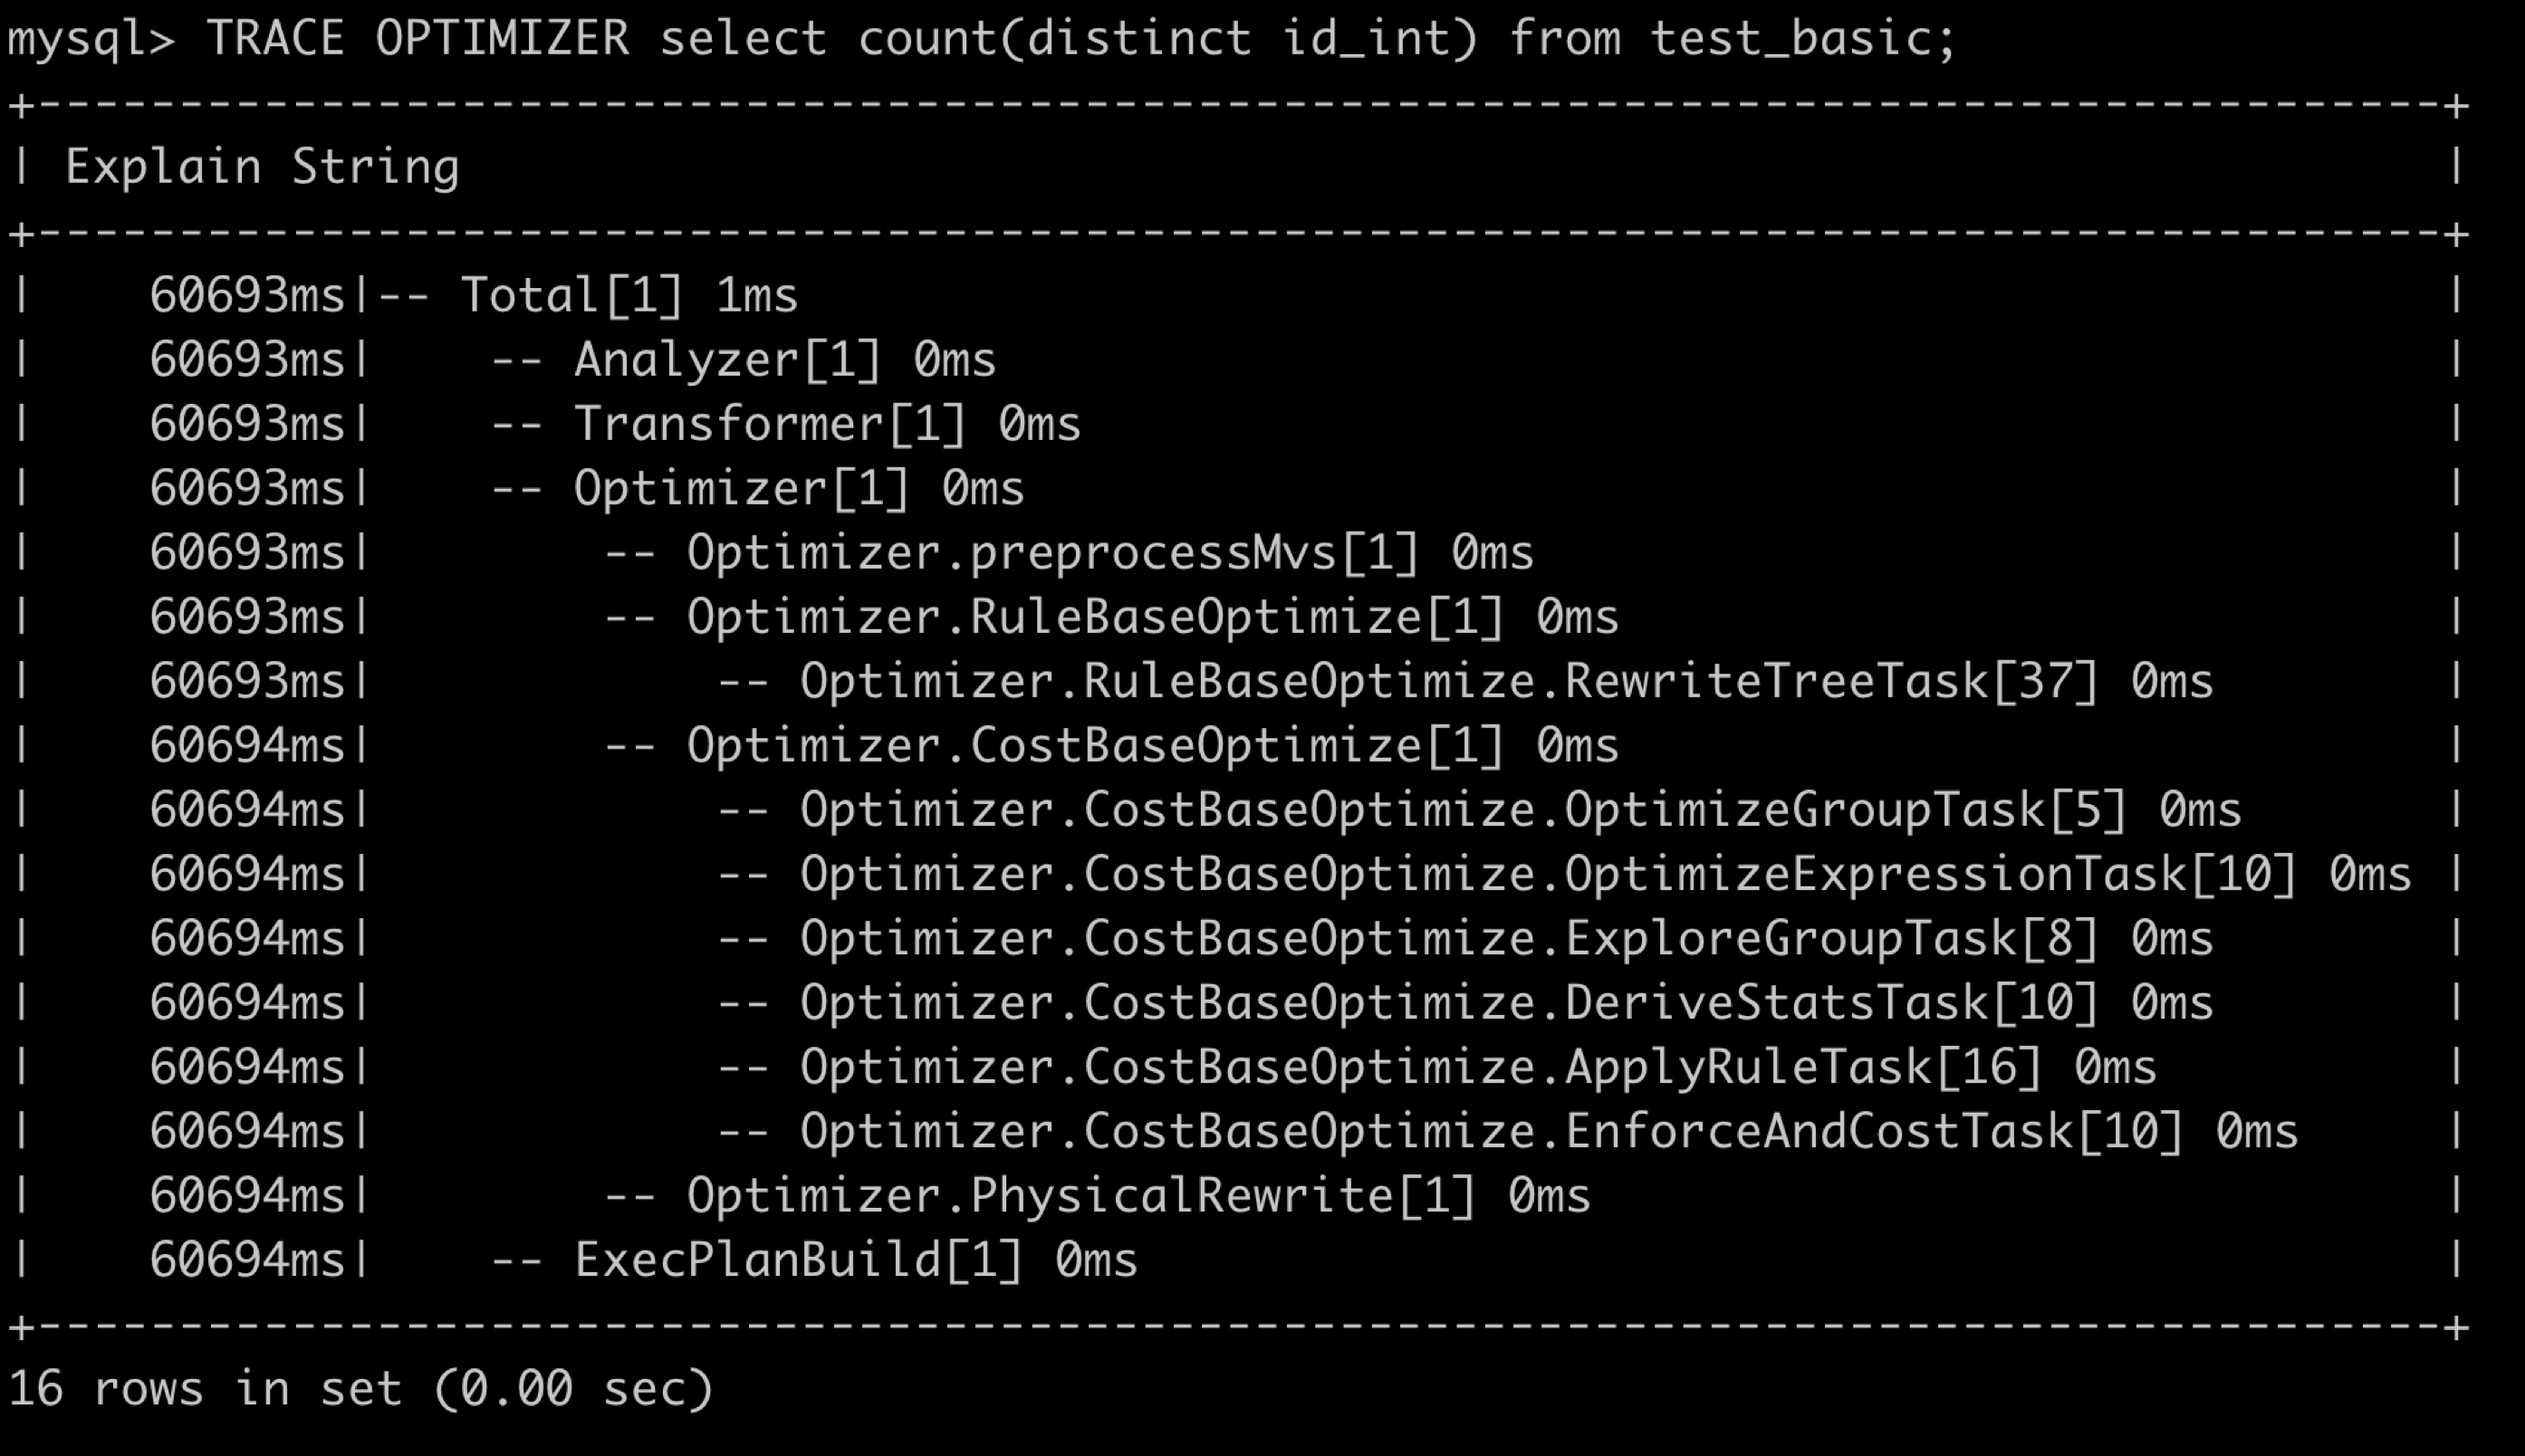 mysql> TRACE OPTIMIZER select count(distinct id_int) from test_basic;
+-------------------------------------------------------------------------------------+
| Explain String                                                                      |
+-------------------------------------------------------------------------------------+
|    60693ms|-- Total[1] 1ms                                                          |
|    60693ms|    -- Analyzer[1] 0ms                                                   |
|    60693ms|    -- Transformer[1] 0ms                                                |
|    60693ms|    -- Optimizer[1] 0ms                                                  |
|    60693ms|        -- Optimizer.preprocessMvs[1] 0ms                                |
|    60693ms|        -- Optimizer.RuleBaseOptimize[1] 0ms                             |
|    60693ms|            -- Optimizer.RuleBaseOptimize.RewriteTreeTask[37] 0ms        |
|    60694ms|        -- Optimizer.CostBaseOptimize[1] 0ms                             |
|    60694ms|            -- Optimizer.CostBaseOptimize.OptimizeGroupTask[5] 0ms       |
|    60694ms|            -- Optimizer.CostBaseOptimize.OptimizeExpressionTask[10] 0ms |
|    60694ms|            -- Optimizer.CostBaseOptimize.ExploreGroupTask[8] 0ms        |
|    60694ms|            -- Optimizer.CostBaseOptimize.DeriveStatsTask[10] 0ms        |
|    60694ms|            -- Optimizer.CostBaseOptimize.ApplyRuleTask[16] 0ms          |
|    60694ms|            -- Optimizer.CostBaseOptimize.EnforceAndCostTask[10] 0ms     |
|    60694ms|        -- Optimizer.PhysicalRewrite[1] 0ms                              |
|    60694ms|    -- ExecPlanBuild[1] 0ms                                              |
+-------------------------------------------------------------------------------------+
16 rows in set (0.00 sec)